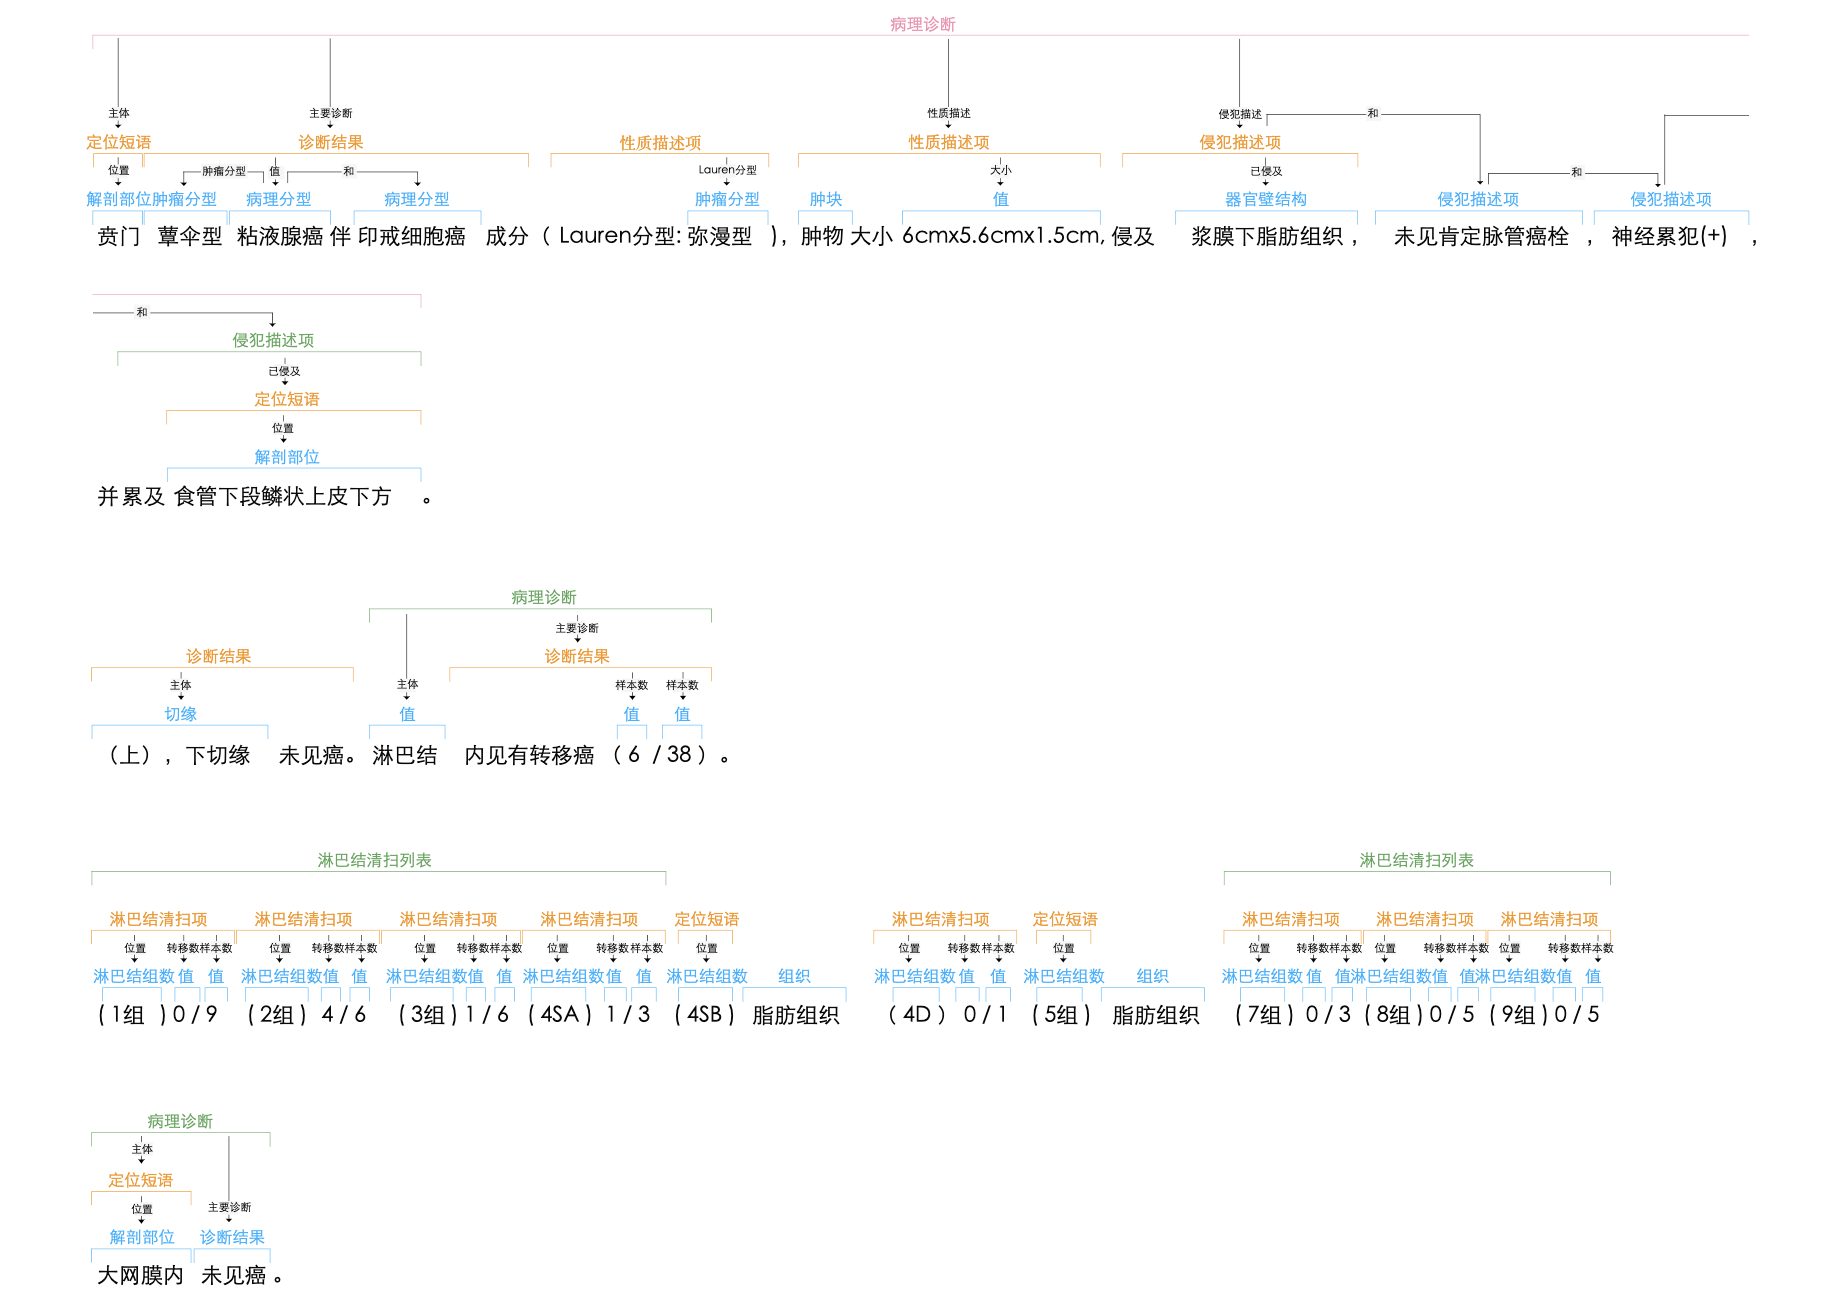 病理诊断
主体 主要诊断 性质描述 侵犯描述 和
定位短语 诊断结果 性质描述项 性质描述项 侵犯描述项
位置 肿瘤分型 值 和 Lauren分型 大小 已侵及 和
解剖部位 肿瘤分型 病理分型 病理分型 肿瘤分型 肿块 值 器官壁结构 侵犯描述项 侵犯描述项
贲门 蕈伞型 粘液腺癌 伴 印戒细胞癌 成分 ( Lauren分型: 弥漫型 ), 肿物 大小 6cmx5.6cmx1.5cm, 侵及 浆膜下脂肪组织 , 未见肯定脉管癌栓 , 神经累犯(+) ,
和
侵犯描述项
已侵及
定位短语
位置
解剖部位
并累及 食管下段鳞状上皮下方 。
病理诊断
主要诊断
诊断结果 诊断结果
主体 主体 样本数 样本数
切缘 值 值 值
(上), 下切缘 未见癌。 淋巴结 内见有转移癌 ( 6 / 38 ) 。
淋巴结清扫列表 淋巴结清扫列表
淋巴结清扫项 淋巴结清扫项 淋巴结清扫项 淋巴结清扫项 定位短语 淋巴结清扫项 定位短语 淋巴结清扫项 淋巴结清扫项 淋巴结清扫项
位置 转移数 样本数 位置 转移数 样本数 位置 转移数 样本数 位置 转移数 样本数 位置 位置 转移数 样本数 位置 位置 转移数 样本数 位置 转移数 样本数 位置 转移数 样本数
淋巴结组数 值 值 淋巴结组数 值 值 淋巴结组数 值 值 淋巴结组数 值 值 淋巴结组数 组织 淋巴结组数 值 值 淋巴结组数 组织 淋巴结组数 值 值 淋巴结组数 值 值 淋巴结组数 值 值
( 1组 ) 0 / 9 ( 2组 ) 4 / 6 ( 3组 ) 1 / 6 ( 4SA ) 1 / 3 ( 4SB ) 脂肪组织 ( 4D ) 0 / 1 ( 5组 ) 脂肪组织 ( 7组 ) 0 / 3 ( 8组 ) 0 / 5 ( 9组 ) 0 / 5
病理诊断
主体
定位短语
位置 主要诊断
解剖部位 诊断结果
大网膜内 未见癌 。